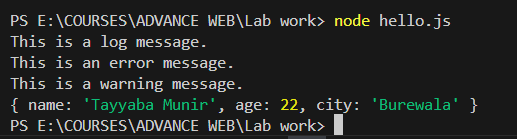 PS E:\COURSES\ADVANCE WEB\Lab work> node hello.js
This is a log message.
This is an error message.
This is a warning message.
{ name: 'Tayyaba Munir', age: 22, city: 'Burewala' }
PS E:\COURSES\ADVANCE WEB\Lab work>